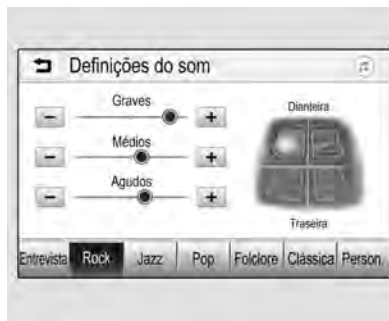 Definições do som
Graves
Dianteira
Médios
Agudos
Traseira
Entrevista Rock Jazz Pop Folclore Clássica Person.